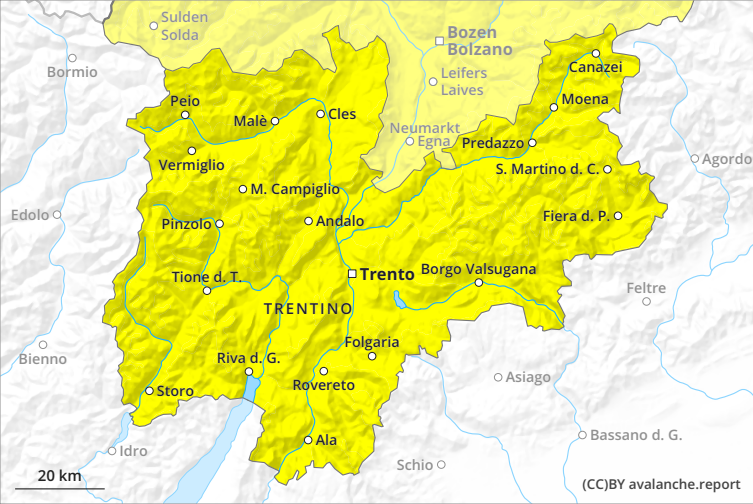 Sulden
Solda
Bozen
Bolzano
Canazei
Bormio
Leifers
Laives
Peio
Moena
Malè
Cles
Neumarkt
Egna
Predazzo
Vermiglio
Agordo
S. Martino d. C.
M. Campiglio
Edolo
Pinzolo
Andalo
Fiera d. P.
Tione d. T.
Trento
Borgo Valsugana
Feltre
TRENTINO
Folgaria
Bienno
Riva d. G.
Rovereto
Asiago
Storo
Ala
Bassano d. G.
Idro
Schio
20 km
(CC)BY avalanche.report